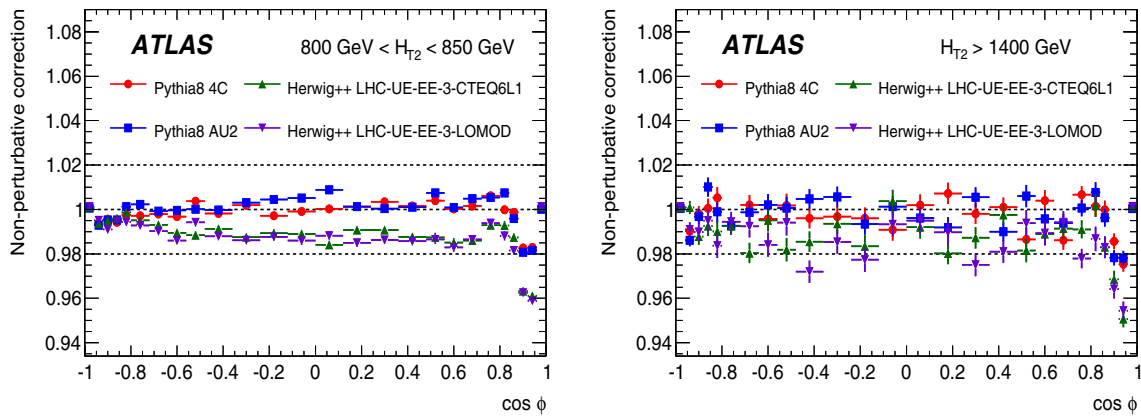 Non-perturbative correction
1.08
1.06
1.04
1.02
1
0.98
0.96
0.94
ATLAS
800 GeV < H_T2 < 850 GeV
Pythia8 4C
Herwig++ LHC-UE-EE-3-CTEQ6L1
Pythia8 AU2
Herwig++ LHC-UE-EE-3-LOMOD
-1 -0.8 -0.6 -0.4 -0.2 0 0.2 0.4 0.6 0.8 1
cos ϕ
Non-perturbative correction
1.08
1.06
1.04
1.02
1
0.98
0.96
0.94
ATLAS
H_T2 > 1400 GeV
Pythia8 4C
Herwig++ LHC-UE-EE-3-CTEQ6L1
Pythia8 AU2
Herwig++ LHC-UE-EE-3-LOMOD
-1 -0.8 -0.6 -0.4 -0.2 0 0.2 0.4 0.6 0.8 1
cos ϕ